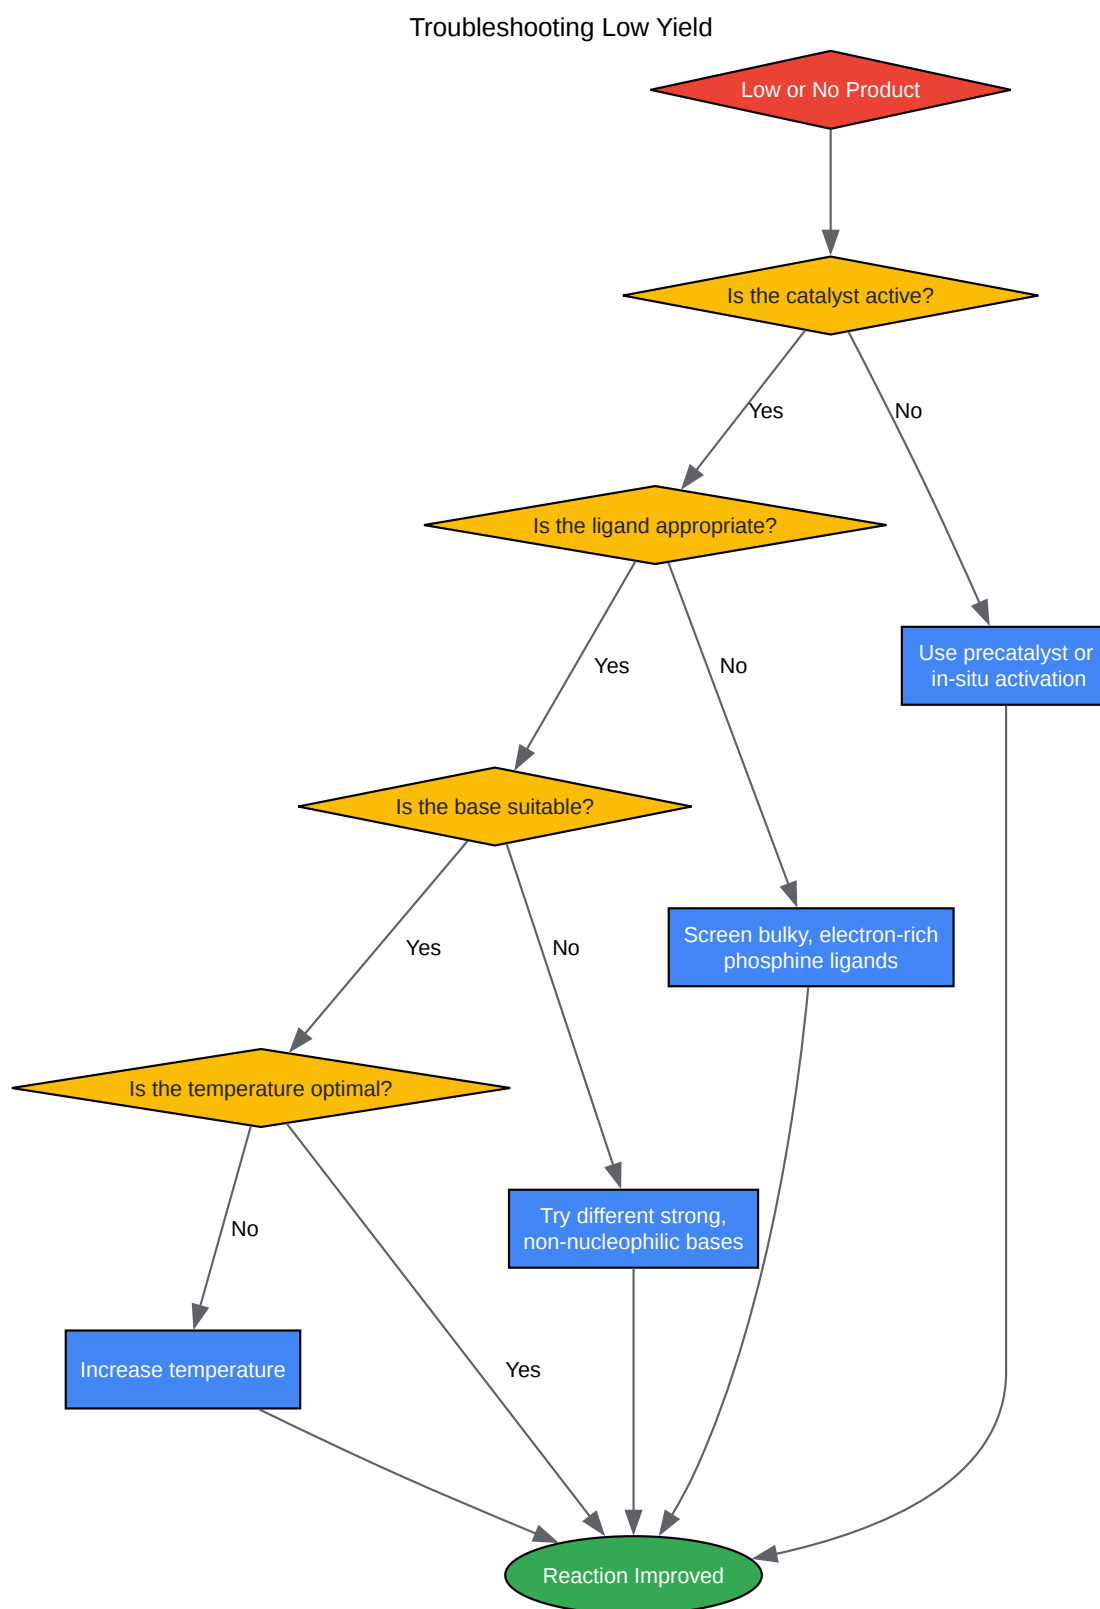 Troubleshooting Low Yield
Low or No Product
Is the catalyst active?
Yes
No
Is the ligand appropriate?
Yes
No
Use precatalyst or
in-situ activation
Is the base suitable?
Yes
No
Screen bulky, electron-rich
phosphine ligands
Is the temperature optimal?
No
Yes
Try different strong,
non-nucleophilic bases
Increase temperature
Reaction Improved